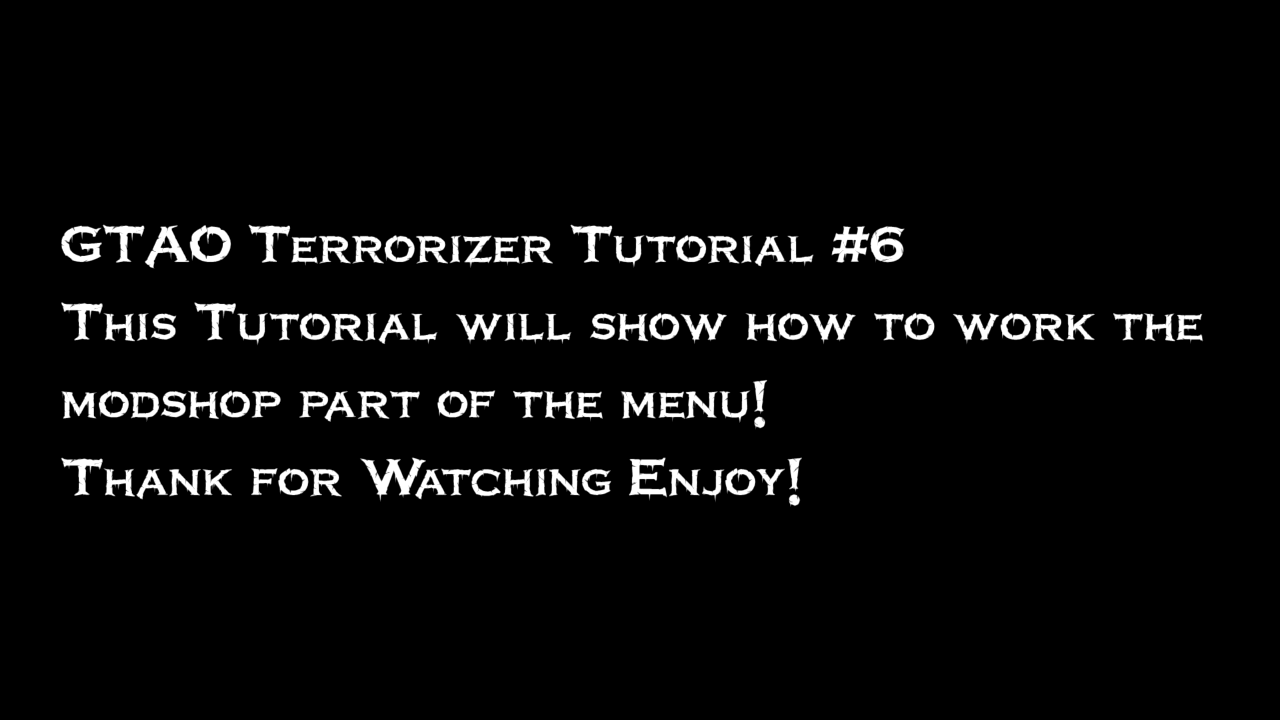 GTAO Terrorizer Tutorial #6
This Tutorial will show how to work the
modshop part of the menu!
Thank for Watching Enjoy!